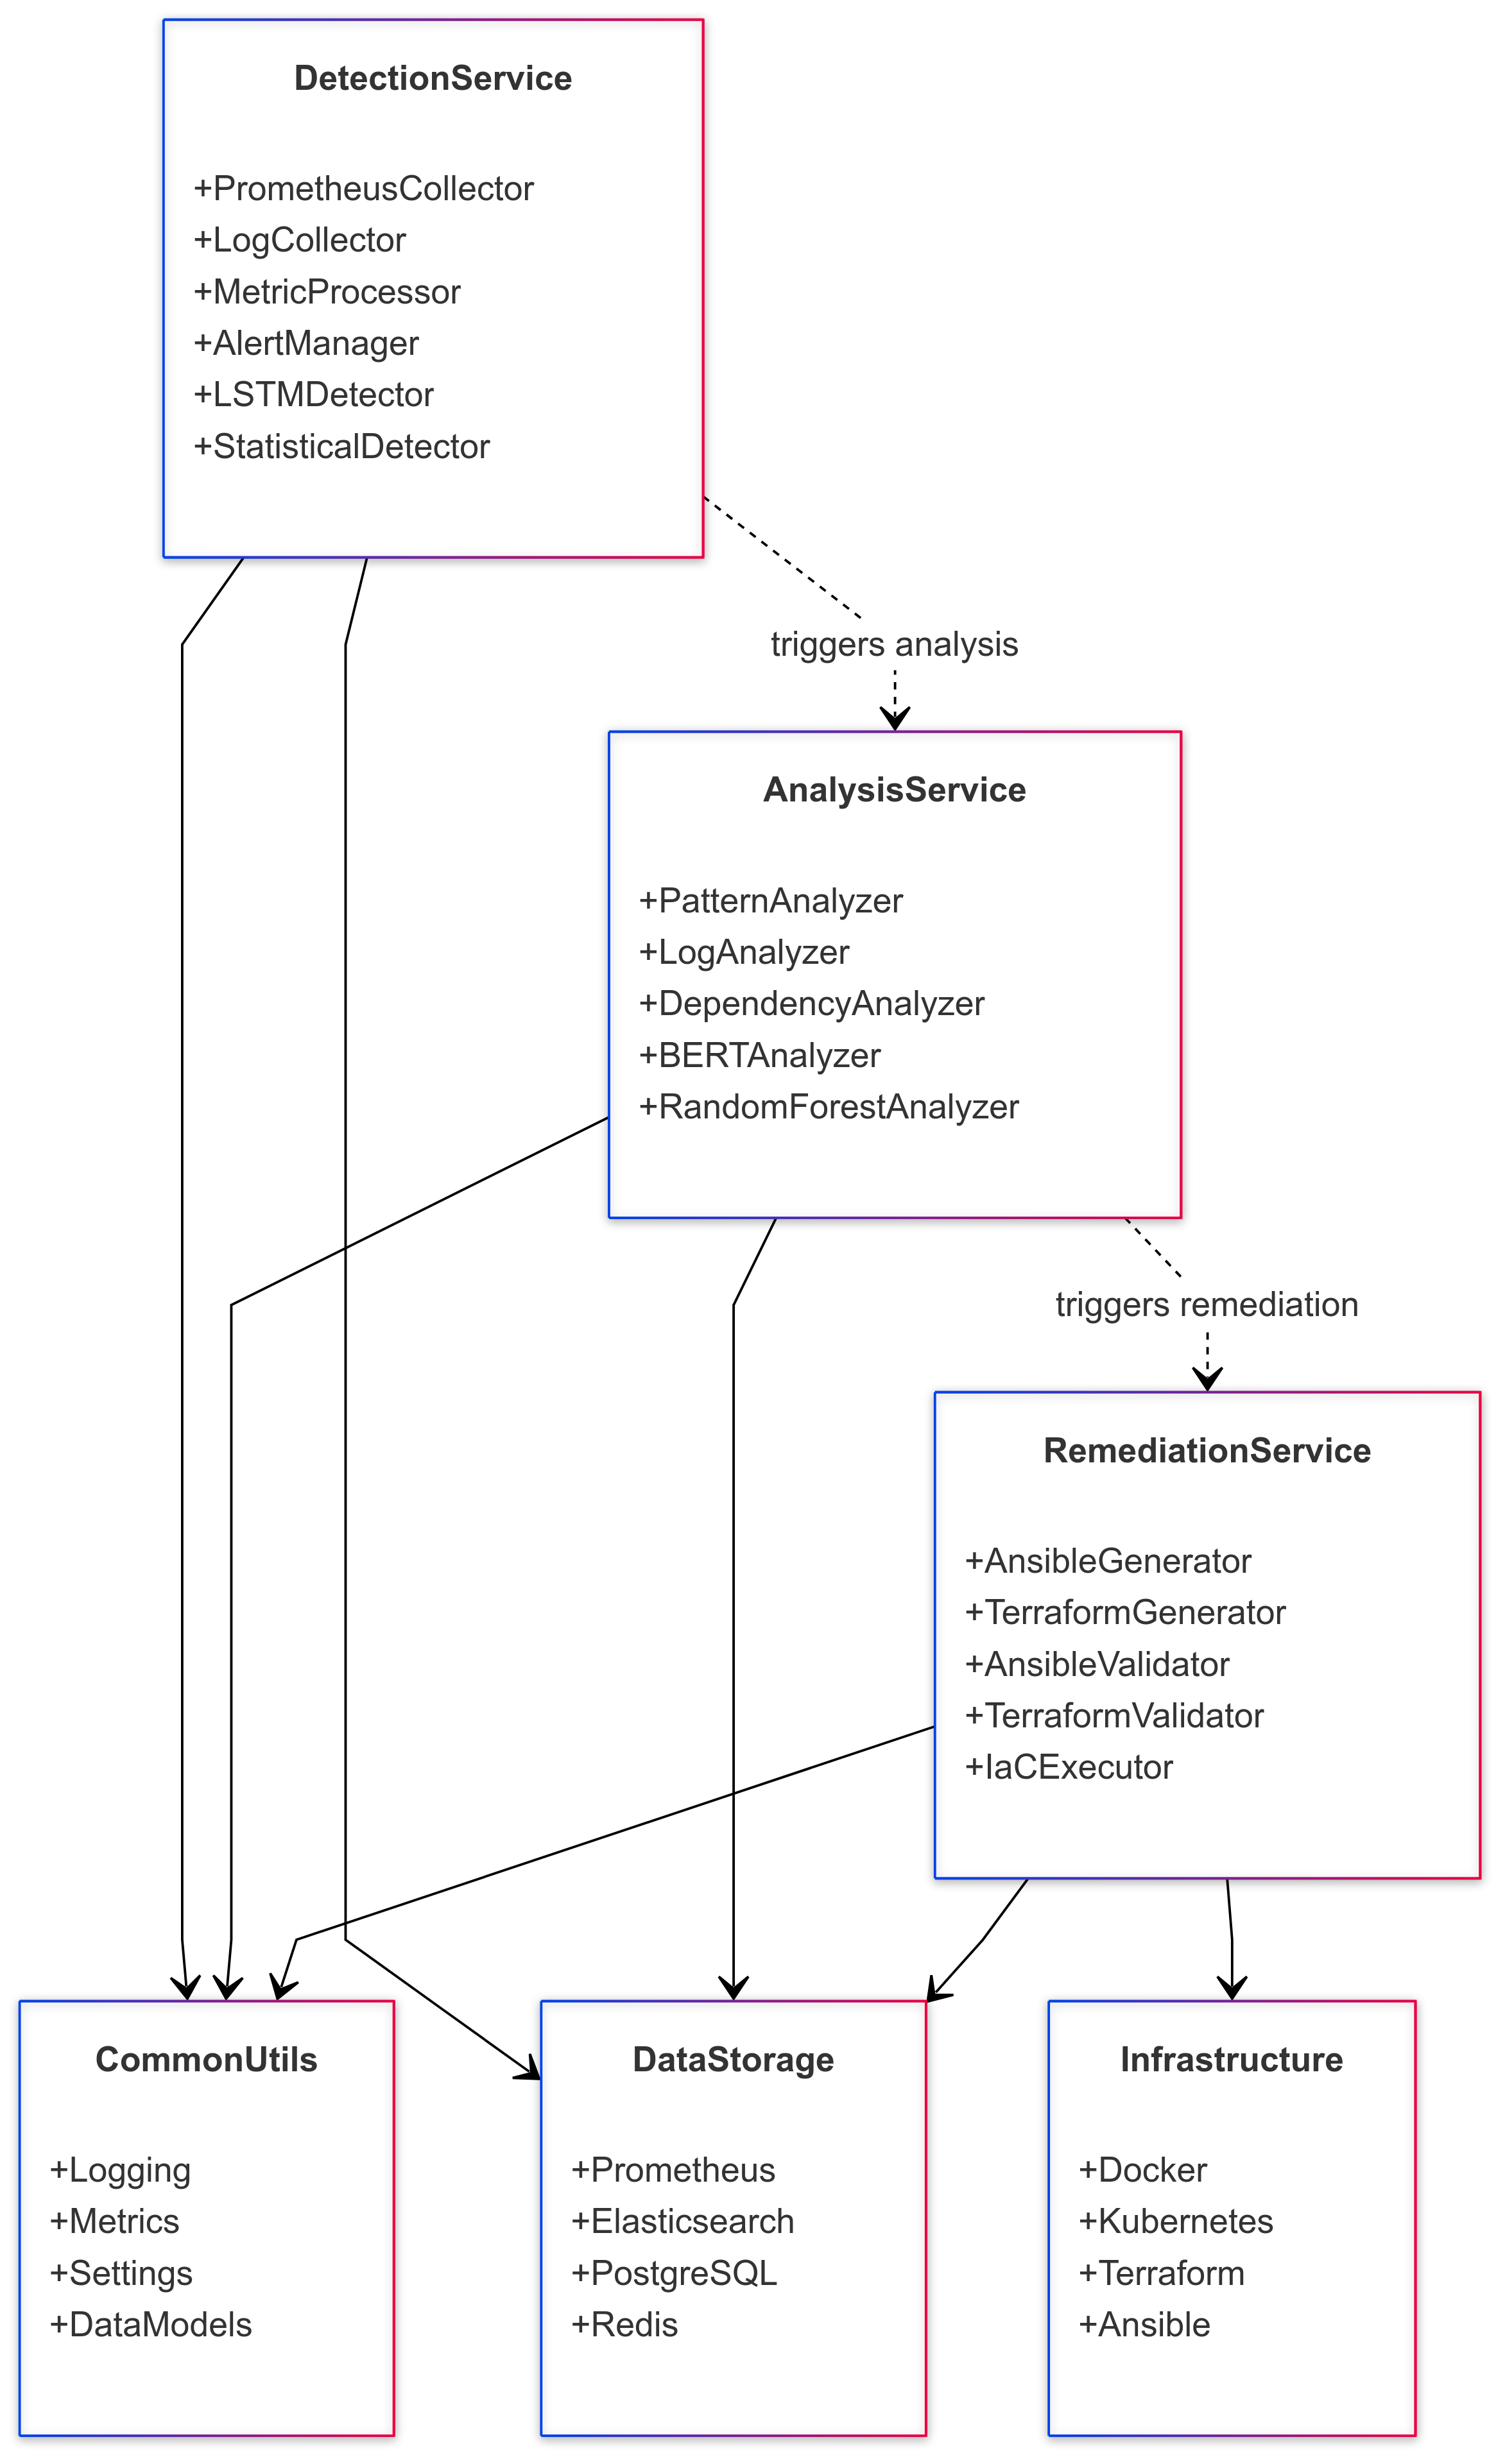 DetectionService
+PrometheusCollector
+LogCollector
+MetricProcessor
+AlertManager
+LSTMDetector
+StatisticalDetector
triggers analysis
AnalysisService
+PatternAnalyzer
+LogAnalyzer
+DependencyAnalyzer
+BERTAnalyzer
+RandomForestAnalyzer
triggers remediation
RemediationService
+AnsibleGenerator
+TerraformGenerator
+AnsibleValidator
+TerraformValidator
+IaCExecutor
CommonUtils
+Logging
+Metrics
+Settings
+DataModels
DataStorage
+Prometheus
+Elasticsearch
+PostgreSQL
+Redis
Infrastructure
+Docker
+Kubernetes
+Terraform
+Ansible